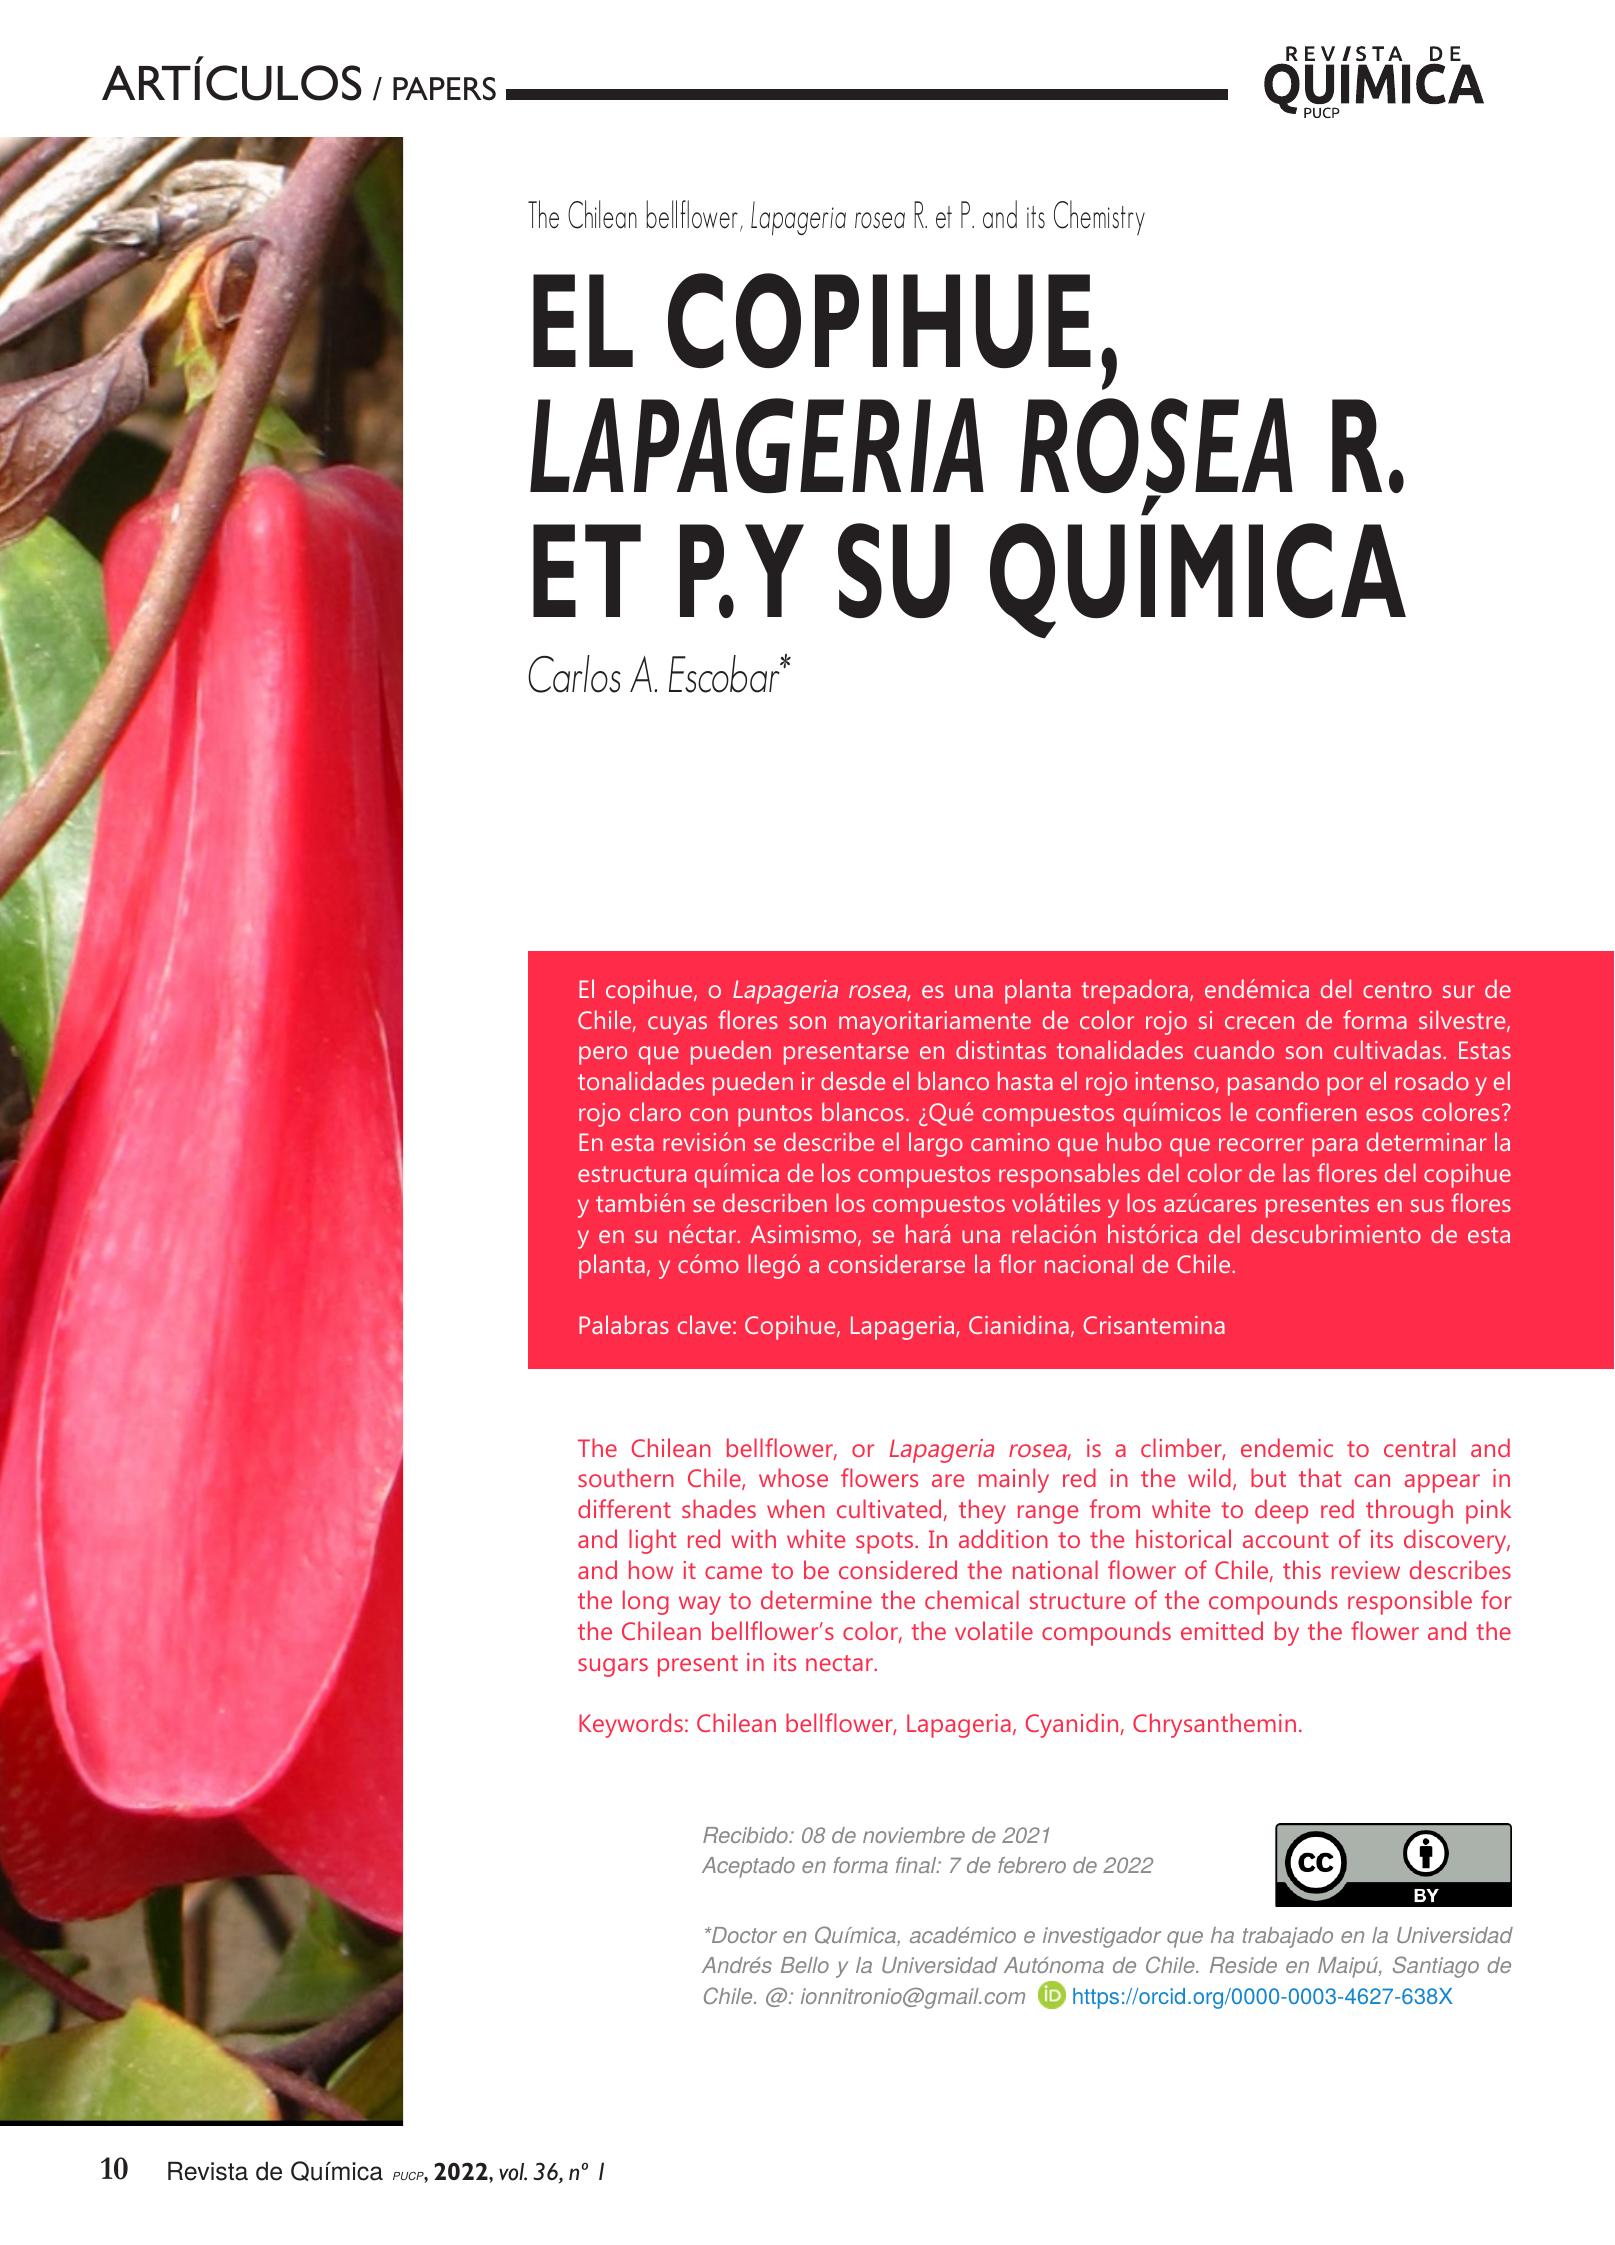 ARTÍCULOS / PAPERS
REVISTA DE
QUÍMICA
PUCP
The Chilean bellflower, Lapageria rosea R. et P. and its Chemistry
EL COPIHUE,
LAPAGERIA ROSEA R.
ET P. Y SU QUÍMICA
Carlos A. Escobar*
El copihue, o Lapageria rosea, es una planta trepadora, endémica del centro sur de
Chile, cuyas flores son mayoritariamente de color rojo si crecen de forma silvestre,
pero que pueden presentarse en distintas tonalidades cuando son cultivadas. Estas
tonalidades pueden ir desde el blanco hasta el rojo intenso, pasando por el rosado y el
rojo claro con puntos blancos. ¿Qué compuestos químicos le confieren esos colores?
En esta revisión se describe el largo camino que hubo que recorrer para determinar la
estructura química de los compuestos responsables del color de las flores del copihue
y también se describen los compuestos volátiles y los azúcares presentes en sus flores
y en su néctar. Asimismo, se hará una relación histórica del descubrimiento de esta
planta, y cómo llegó a considerarse la flor nacional de Chile.
Palabras clave: Copihue, Lapageria, Cianidina, Crisantemina
The Chilean bellflower, or Lapageria rosea, is a climber, endemic to central and
southern Chile, whose flowers are mainly red in the wild, but that can appear in
different shades when cultivated, they range from white to deep red through pink
and light red with white spots. In addition to the historical account of its discovery,
and how it came to be considered the national flower of Chile, this review describes
the long way to determine the chemical structure of the compounds responsible for
the Chilean bellflower's color, the volatile compounds emitted by the flower and the
sugars present in its nectar.
Keywords: Chilean bellflower, Lapageria, Cyanidin, Chrysanthemin.
Recibido: 08 de noviembre de 2021
Aceptado en forma final: 7 de febrero de 2022
CC
BY
*Doctor en Química, académico e investigador que ha trabajado en la Universidad
Andrés Bello y la Universidad Autónoma de Chile. Reside en Maipú, Santiago de
Chile. @: ionnitronio@gmail.com iD https://orcid.org/0000-0003-4627-638X
10 Revista de Química PUCP, 2022, vol. 36, nº 1